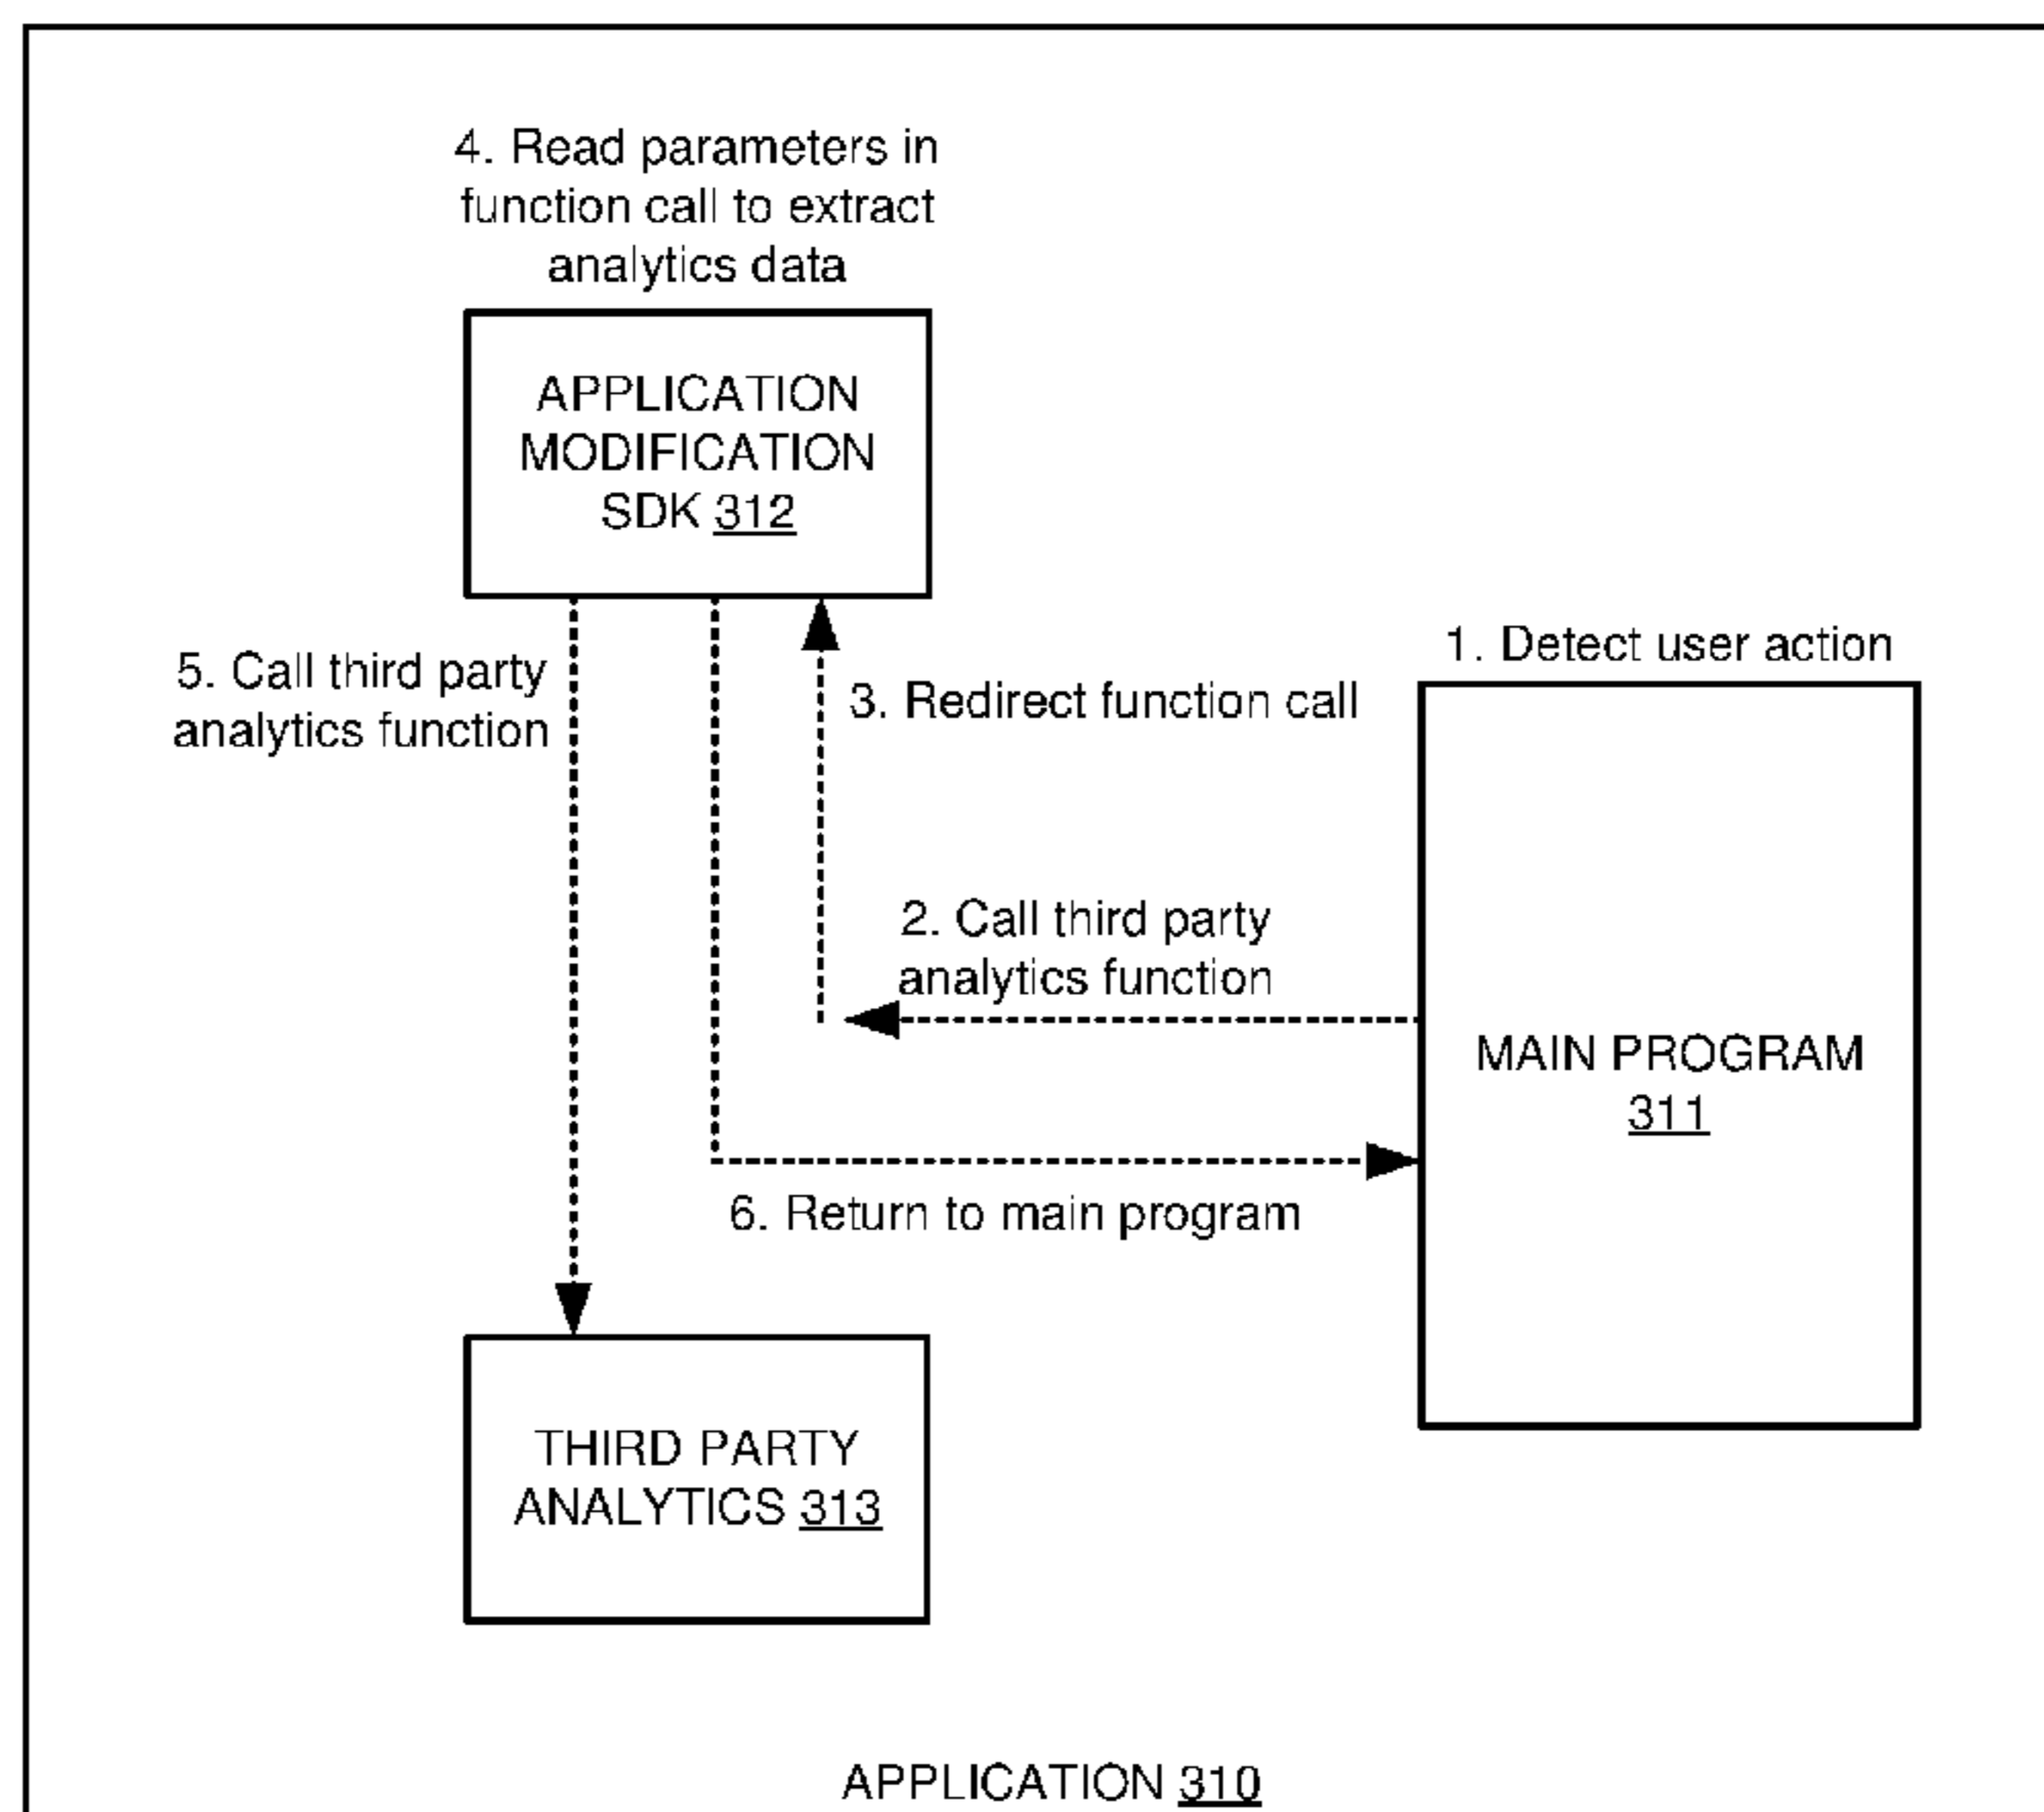 4. Read parameters in
function call to extract
analytics data
APPLICATION
MODIFICATION
SDK 312
5. Call third party
analytics function
3. Redirect function call
1. Detect user action
2. Call third party
analytics function
MAIN PROGRAM
311
6. Return to main program
THIRD PARTY
ANALYTICS 313
APPLICATION 310